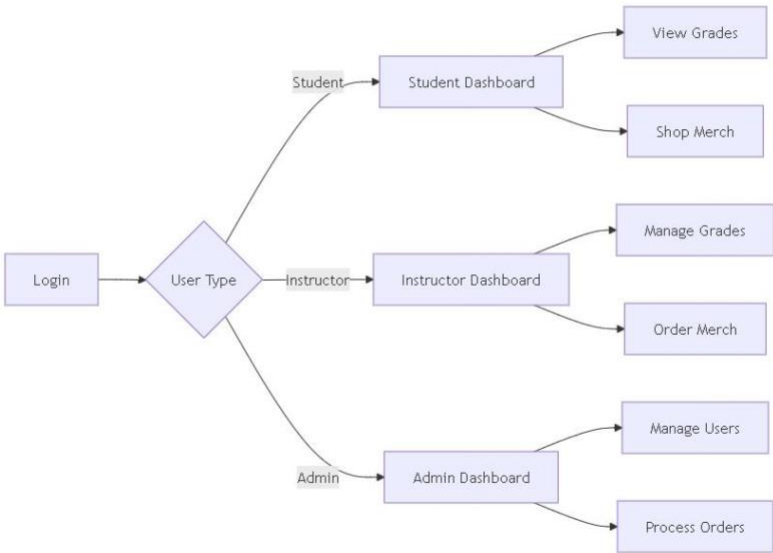 View Grades
Student
Student Dashboard
Shop Merch
Manage Grades
Login
User Type
Instructor
Instructor Dashboard
Order Merch
Manage Users
Admin
Admin Dashboard
Process Orders